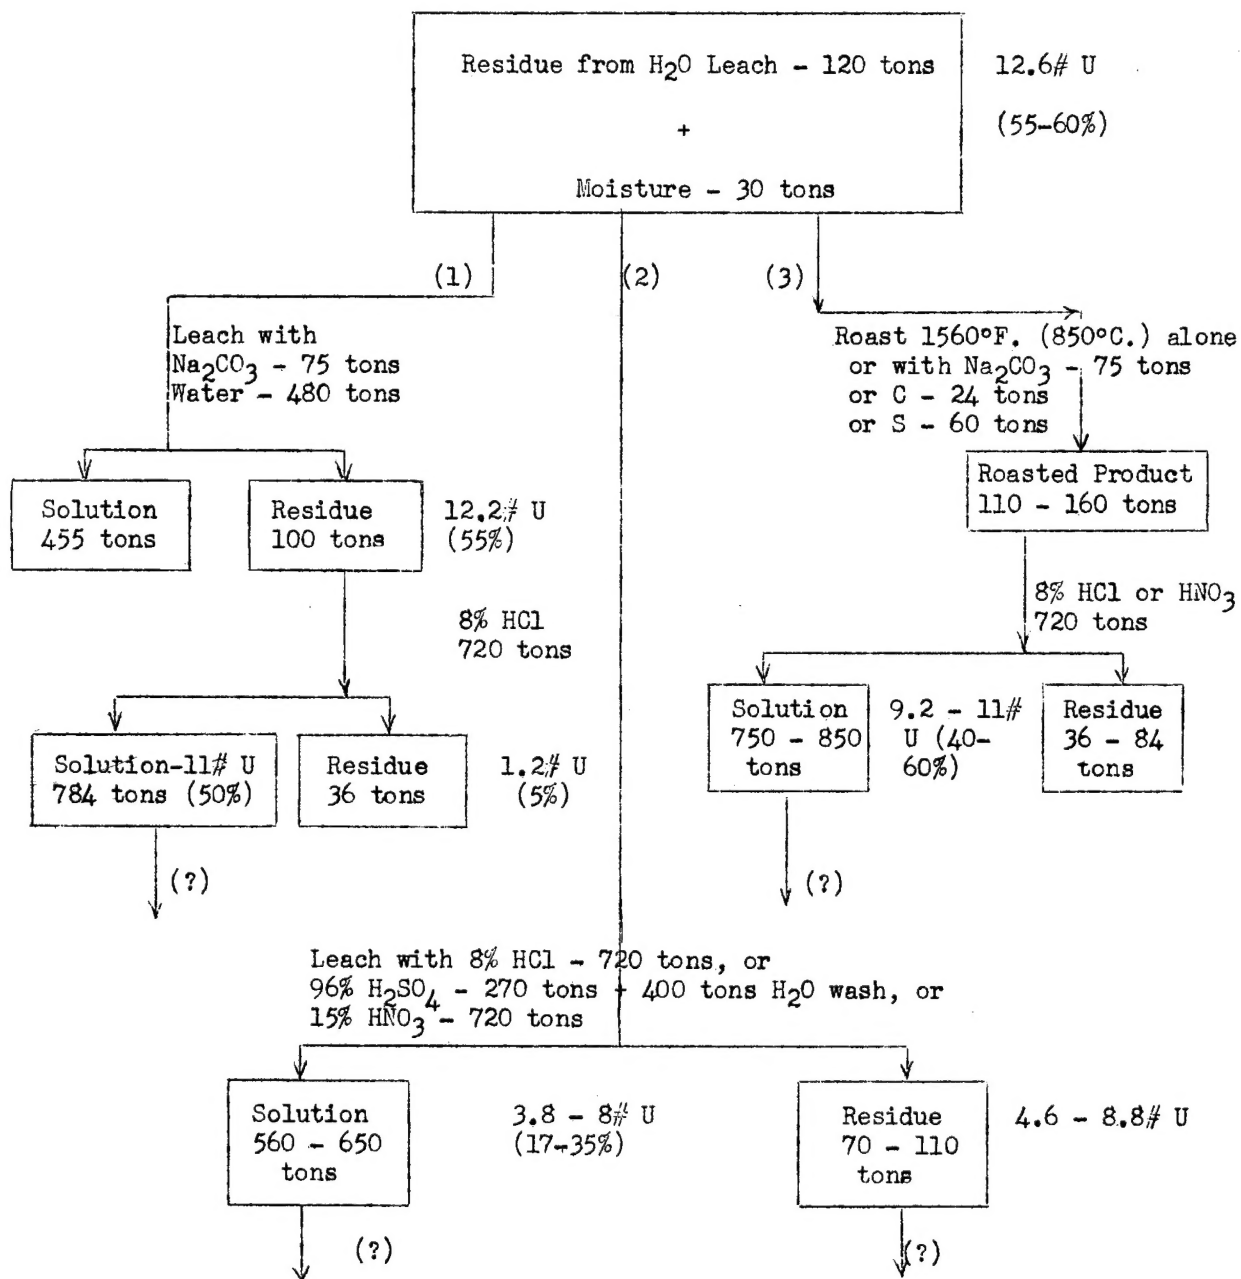 Residue from H₂O Leach - 120 tons
+
Moisture - 30 tons
12.6# U
(55-60%)
(1)
(2)
(3)
Leach with
Na₂CO₃ - 75 tons
Water - 480 tons
Solution
455 tons
Residue
100 tons
12.2# U
(55%)
8% HCl
720 tons
Solution-11# U
784 tons (50%)
Residue
36 tons
1.2# U
(5%)
(?)
Roast 1560°F. (850°C.) alone
or with Na₂CO₃ - 75 tons
or C - 24 tons
or S - 60 tons
Roasted Product
110 - 160 tons
8% HCl or HNO₃
720 tons
Solution
750 - 850
tons
9.2 - 11#
U (40-
60%)
Residue
36 - 84
tons
(?)
Leach with 8% HCl - 720 tons, or
96% H₂SO₄ - 270 tons + 400 tons H₂O wash, or
15% HNO₃ - 720 tons
Solution
560 - 650
tons
3.8 - 8# U
(17-35%)
Residue
70 - 110
tons
4.6 - 8.8# U
(?)
(?)